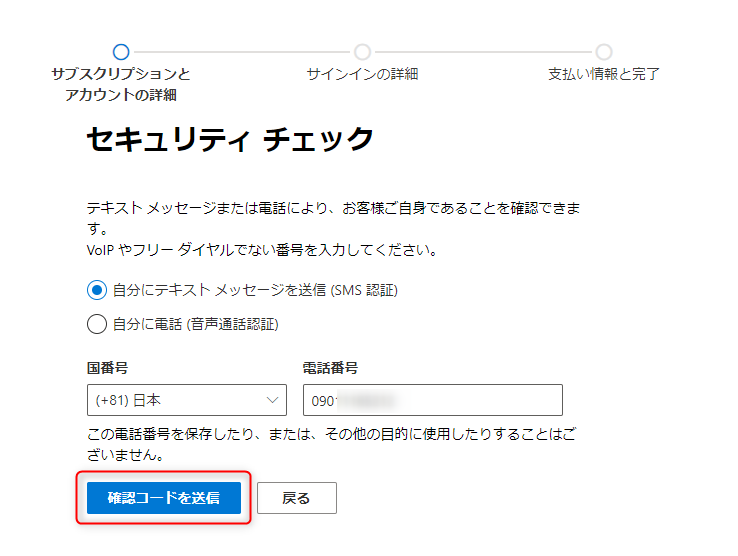 サブスクリプションと
アカウントの詳細
サインインの詳細
支払い情報と完了
セキュリティ チェック
テキスト メッセージまたは電話により、お客様ご自身であることを確認できま
す。
VoIP やフリー ダイヤルでない番号を入力してください。
自分にテキスト メッセージを送信 (SMS 認証)
自分に電話 (音声通話認証)
国番号
電話番号
(+81) 日本
090
この電話番号を保存したり、または、その他の目的に使用したりすることはご
ざいません。
確認コードを送信
戻る